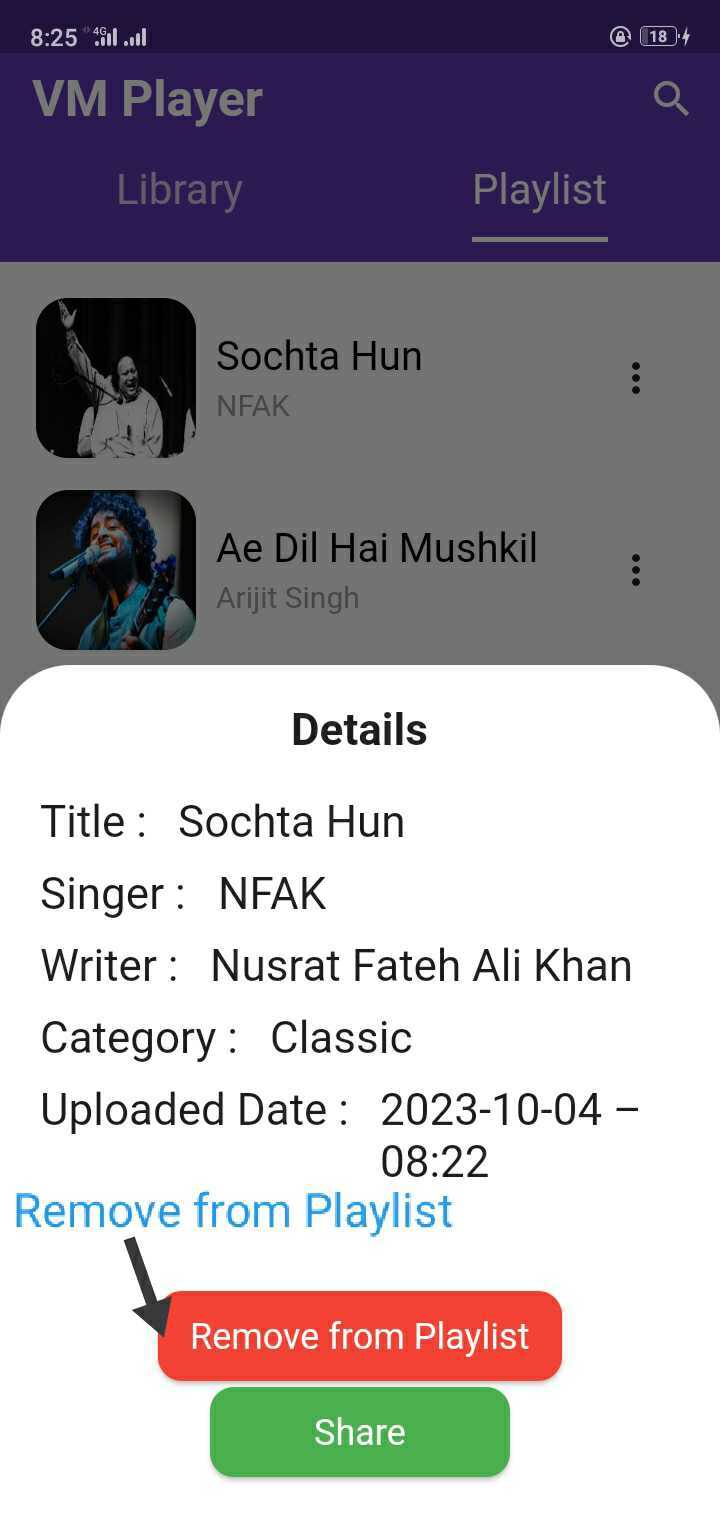 8:25 4G 18
VM Player
Library Playlist
Sochta Hun
NFAK
Ae Dil Hai Mushkil
Arijit Singh
Details
Title : Sochta Hun
Singer : NFAK
Writer : Nusrat Fateh Ali Khan
Category : Classic
Uploaded Date : 2023-10-04 –
08:22
Remove from Playlist
Remove from Playlist
Share